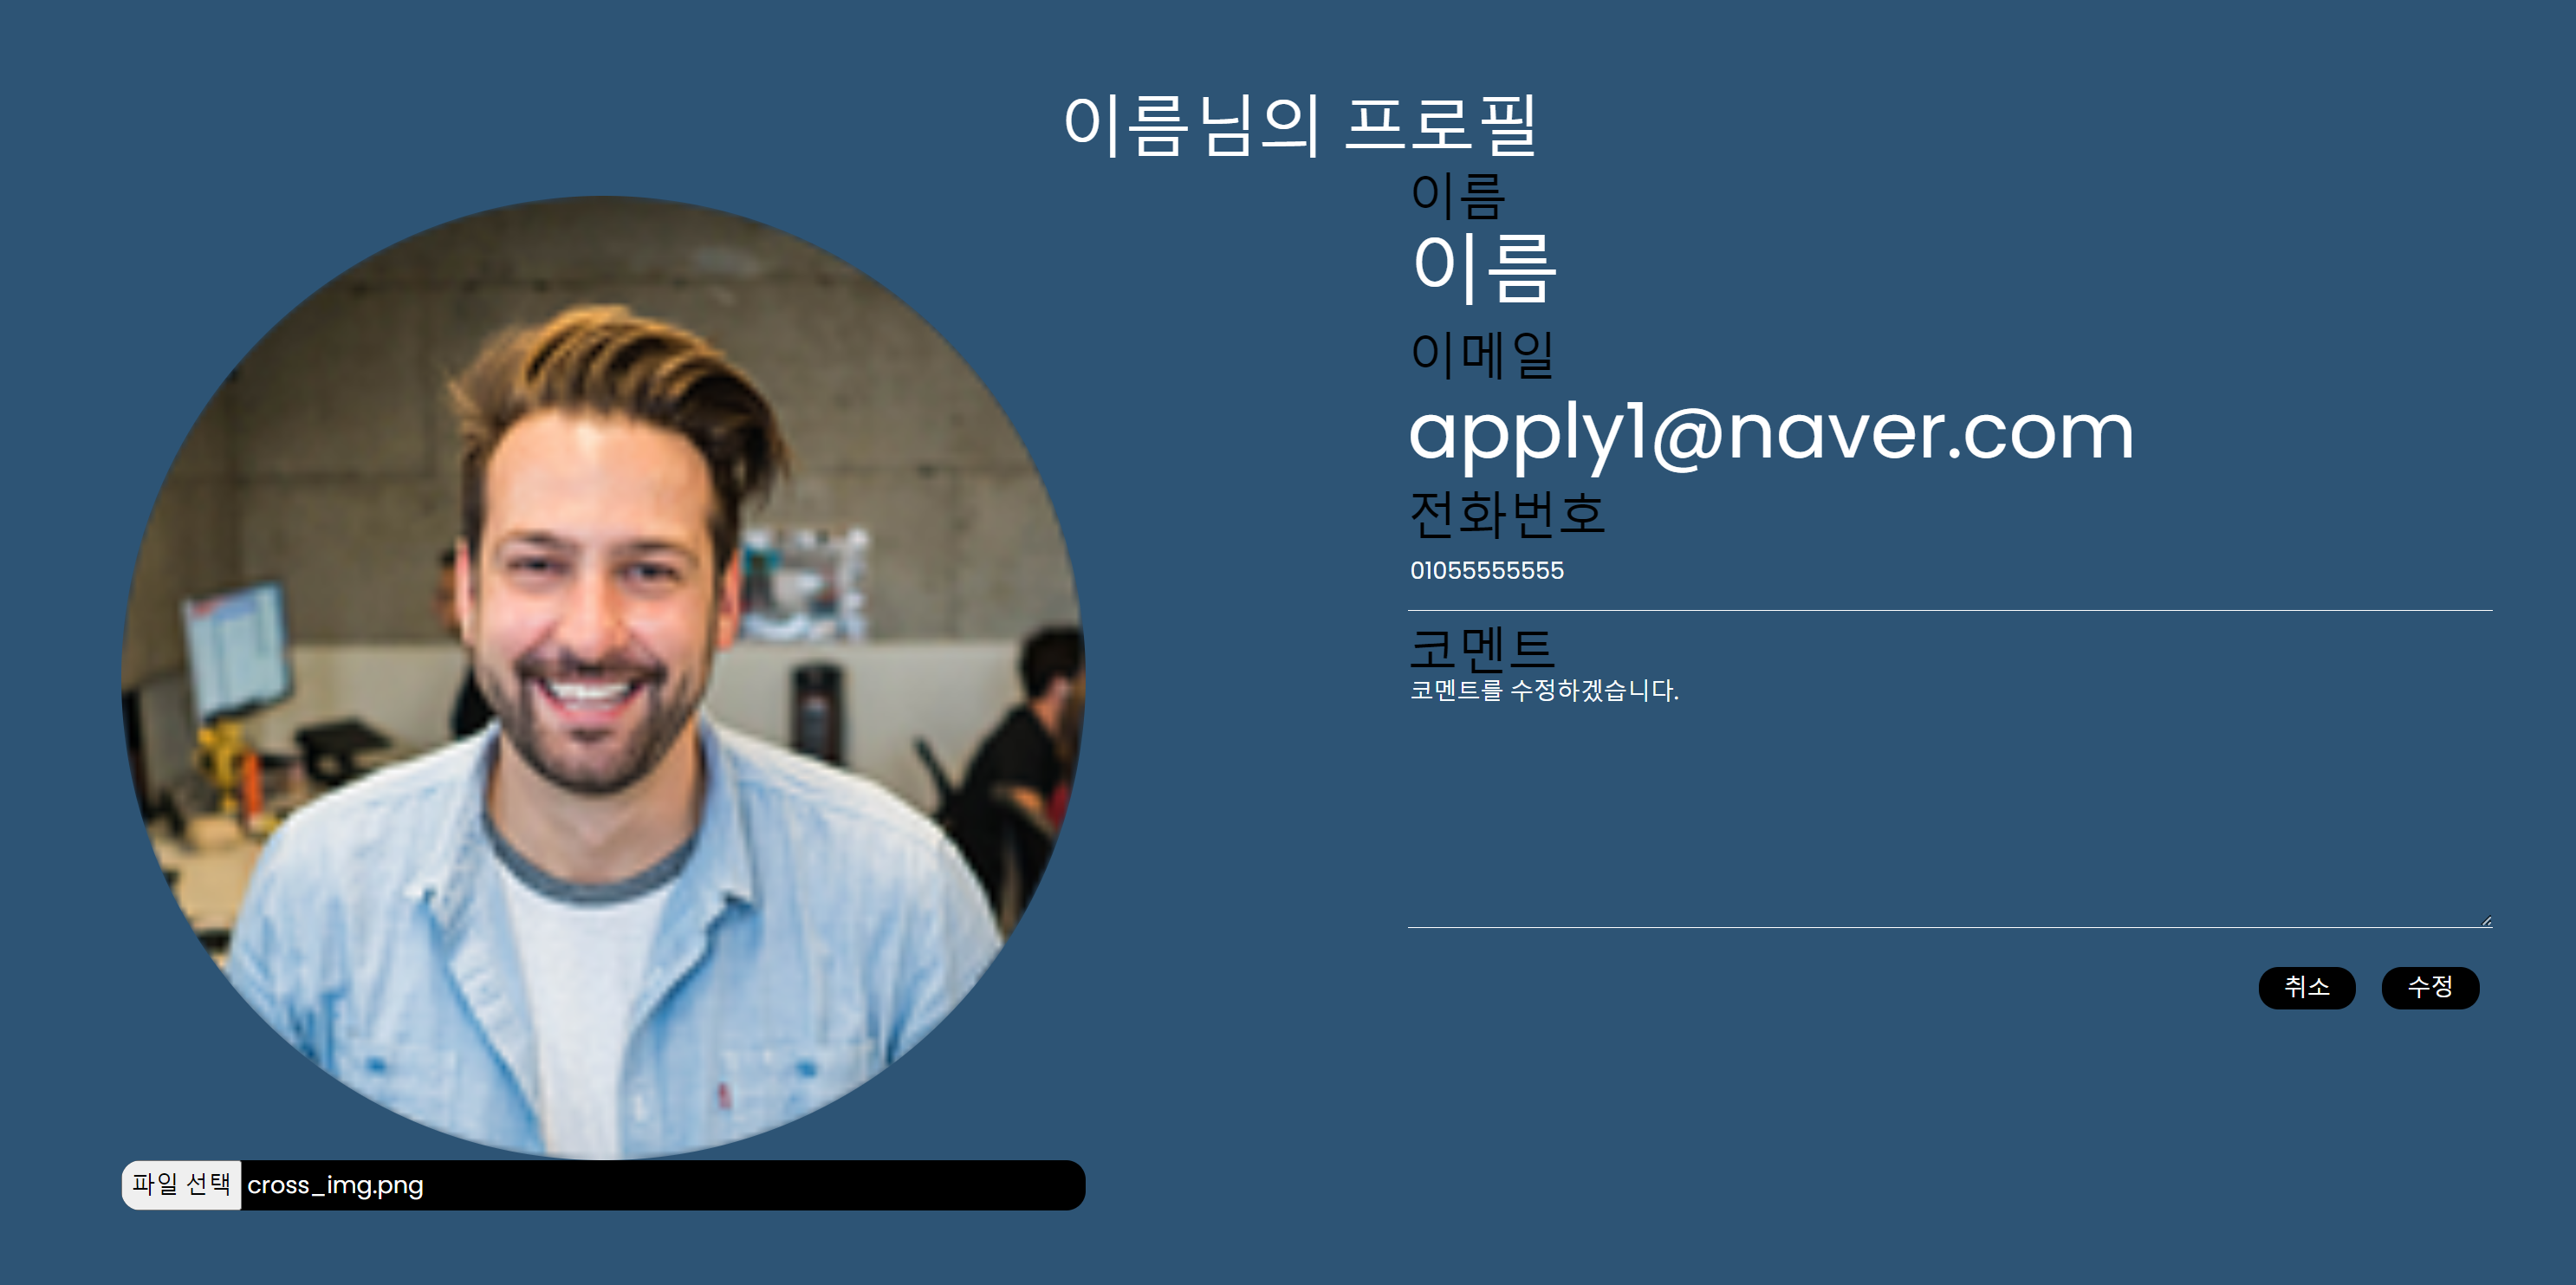 이름님의 프로필
이름
이름
이메일
apply1@naver.com
전화번호
01055555555
코멘트
코멘트를 수정하겠습니다.
취소 수정
파일 선택 cross_img.png